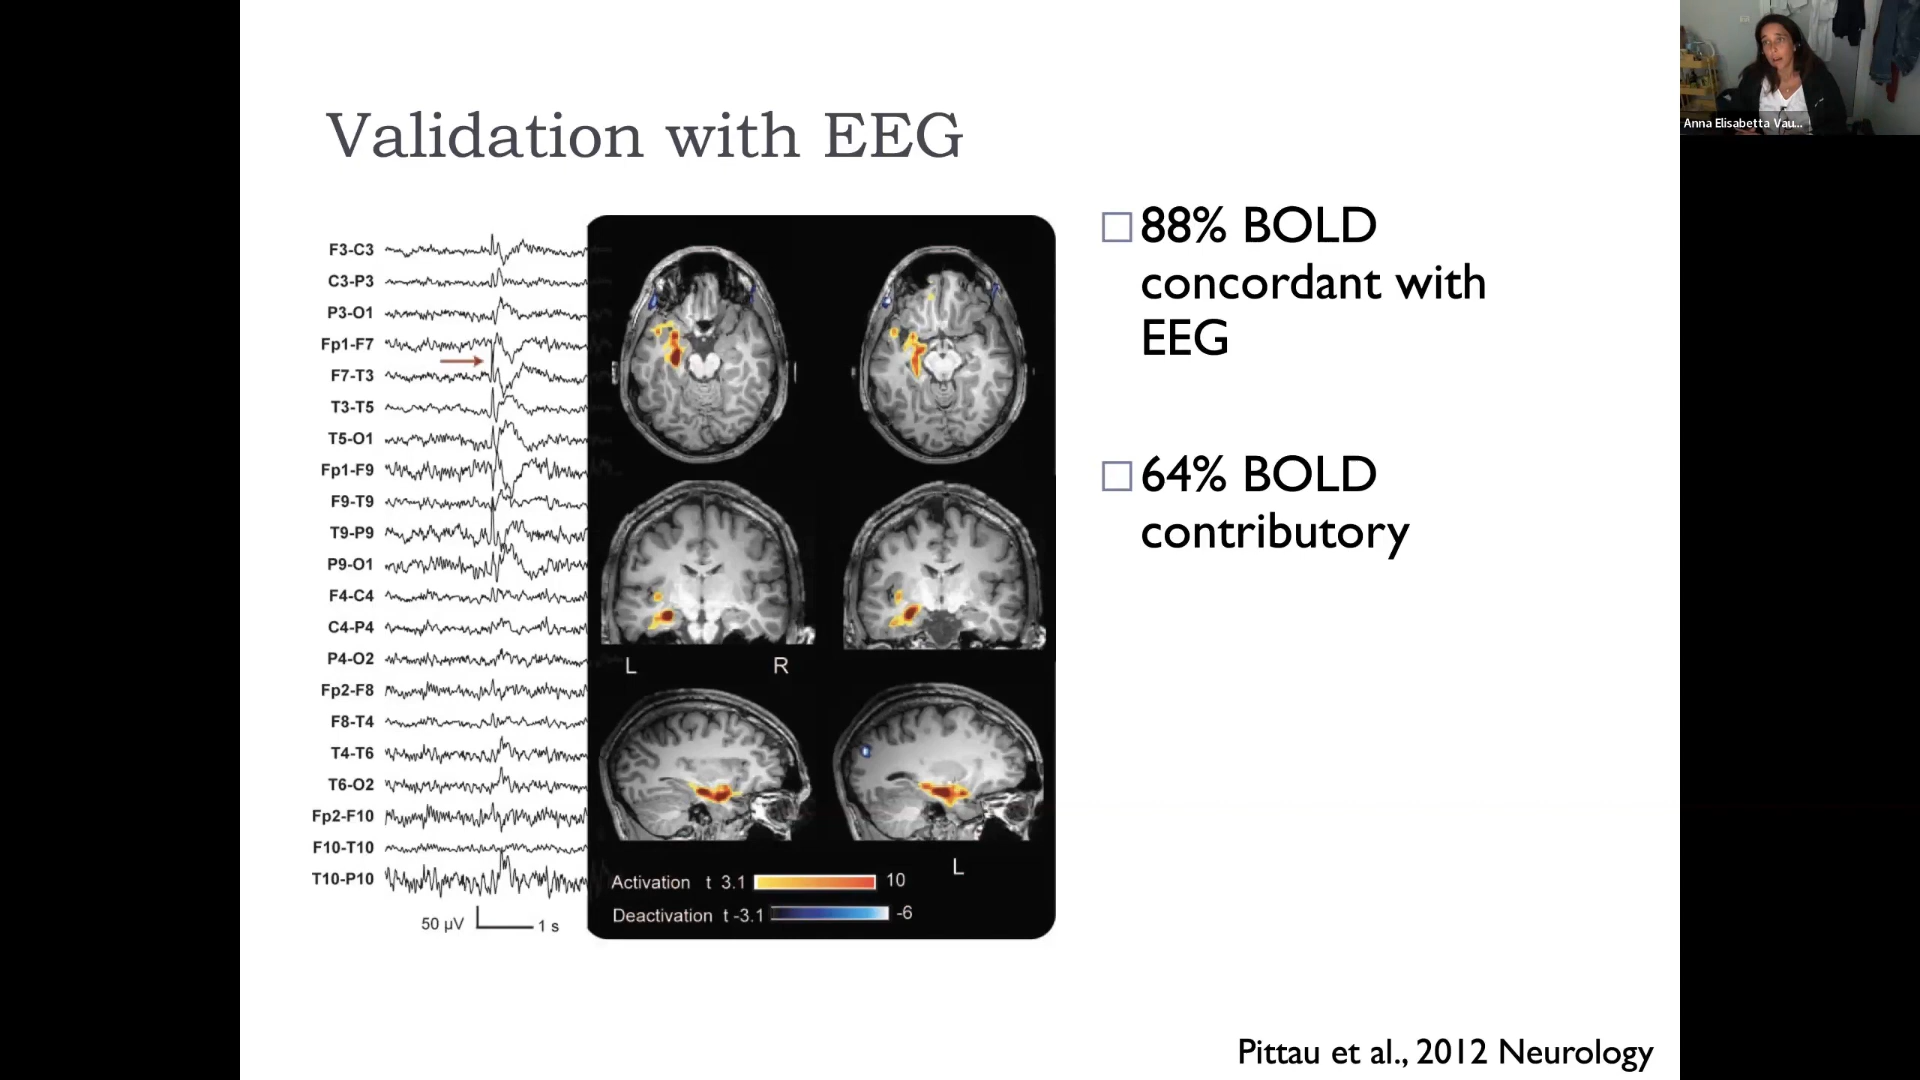 Anna Elisabetta Vau...
Validation with EEG
88% BOLD
concordant with
EEG
64% BOLD
contributory
F3-C3
C3-P3
P3-O1
Fp1-F7
F7-T3
T3-T5
T5-O1
Fp1-F9
F9-T9
T9-P9
P9-O1
F4-C4
C4-P4
P4-O2
Fp2-F8
F8-T4
T4-T6
T6-O2
Fp2-F10
F10-T10
T10-P10
50 µV 1 s
L R
L
Activation t 3.1 10
Deactivation t -3.1 -6
Pittau et al., 2012 Neurology